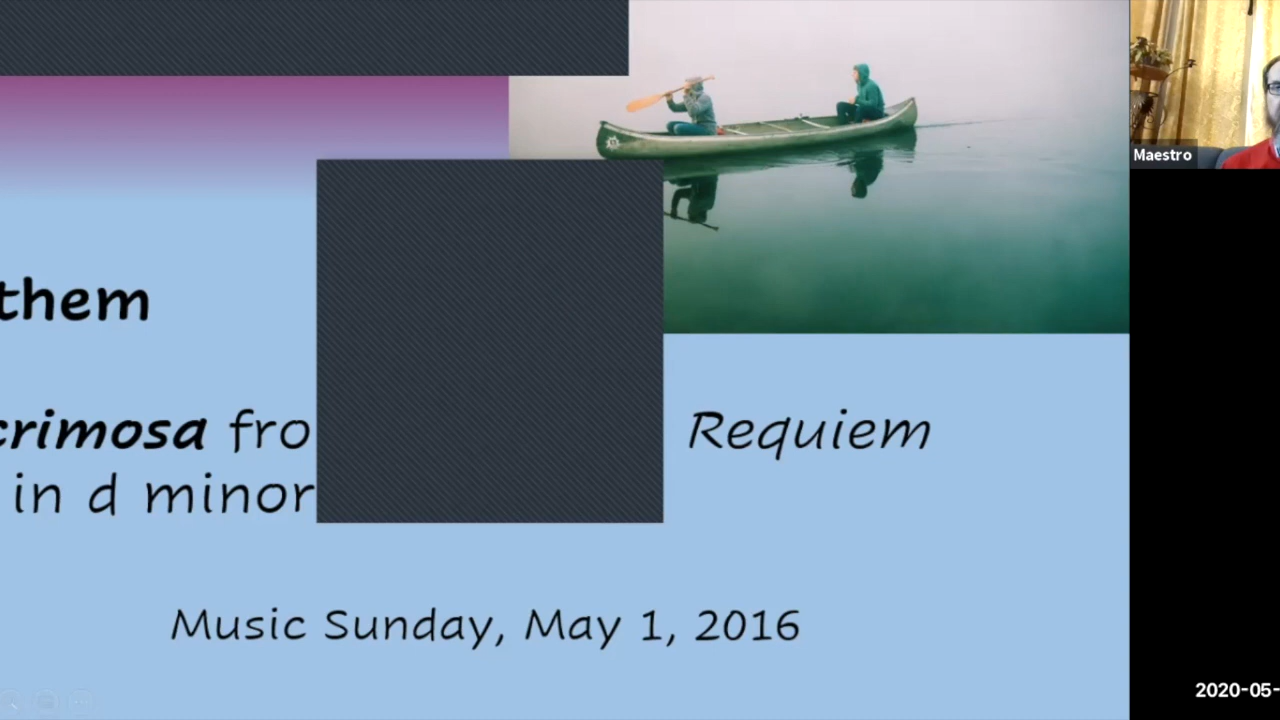 Maestro
them
crimosa fro Requiem
in d minor
Music Sunday, May 1, 2016
2020-05-